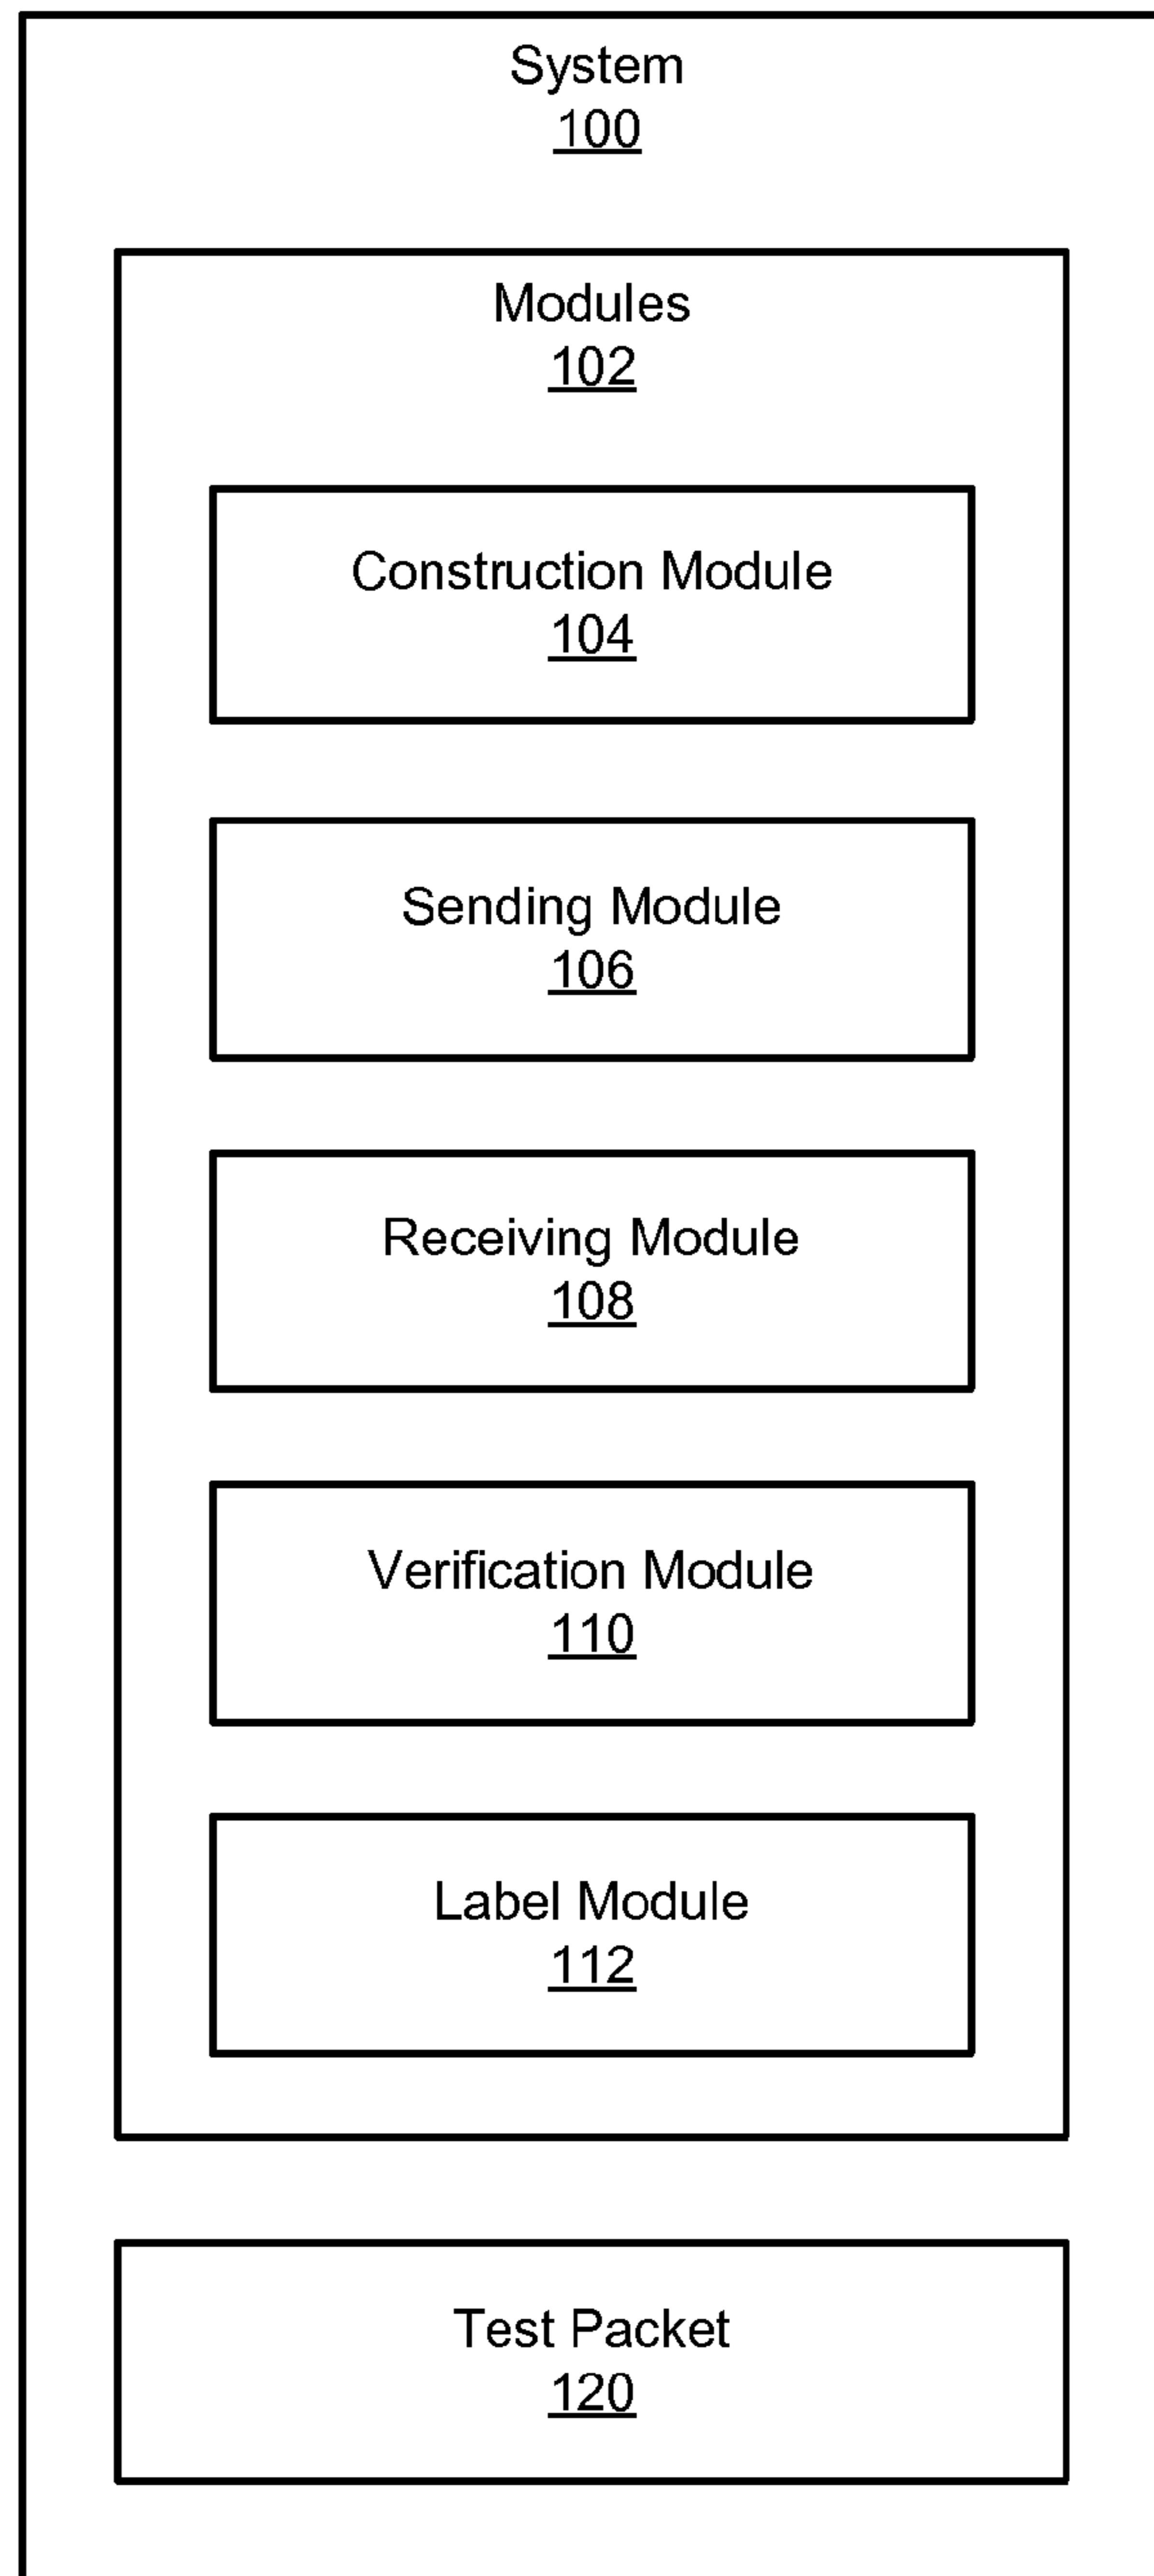 System
100
Modules
102
Construction Module
104
Sending Module
106
Receiving Module
108
Verification Module
110
Label Module
112
Test Packet
120